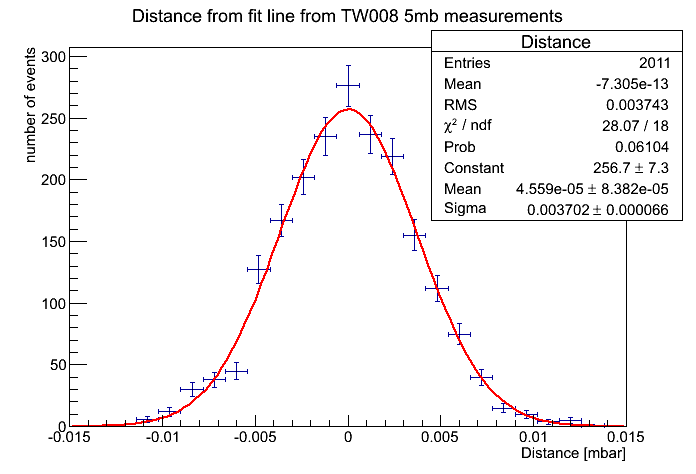 Distance from fit line from TW008 5mb measurements
Distance
Entries 2011
Mean -7.305e-13
RMS 0.003743
χ² / ndf 28.07 / 18
Prob 0.06104
Constant 256.7 ± 7.3
Mean 4.559e-05 ± 8.382e-05
Sigma 0.003702 ± 0.000066
number of events
300
250
200
150
100
50
0
-0.015 -0.01 -0.005 0 0.005 0.01 0.015
Distance [mbar]